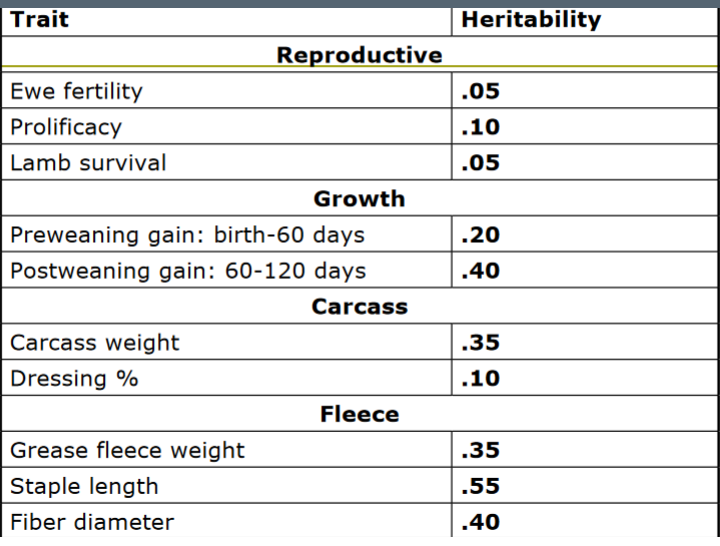 Trait Heritability
Reproductive
Ewe fertility .05
Prolificacy .10
Lamb survival .05
Growth
Preweaning gain: birth-60 days .20
Postweaning gain: 60-120 days .40
Carcass
Carcass weight .35
Dressing % .10
Fleece
Grease fleece weight .35
Staple length .55
Fiber diameter .40